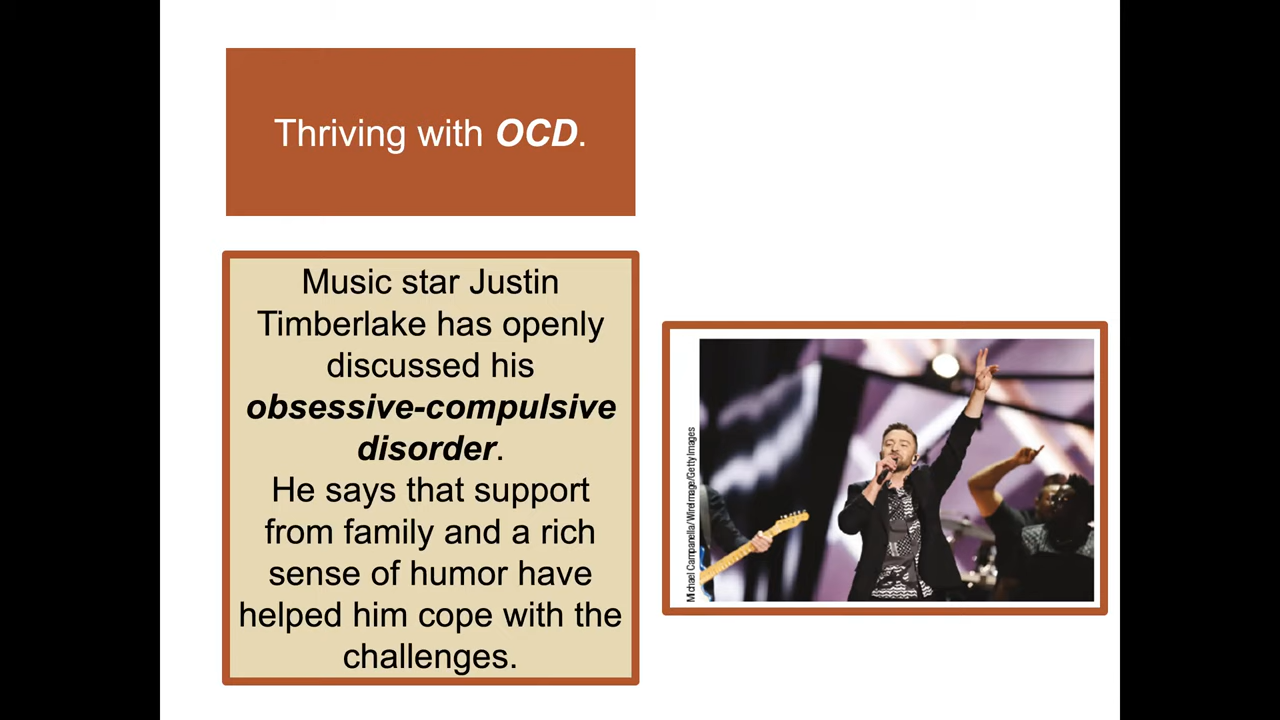 Thriving with OCD.
Music star Justin
Timberlake has openly
discussed his
obsessive-compulsive
disorder.
He says that support
from family and a rich
sense of humor have
helped him cope with the
challenges.
Michael Campanella/WireImage/Getty Images